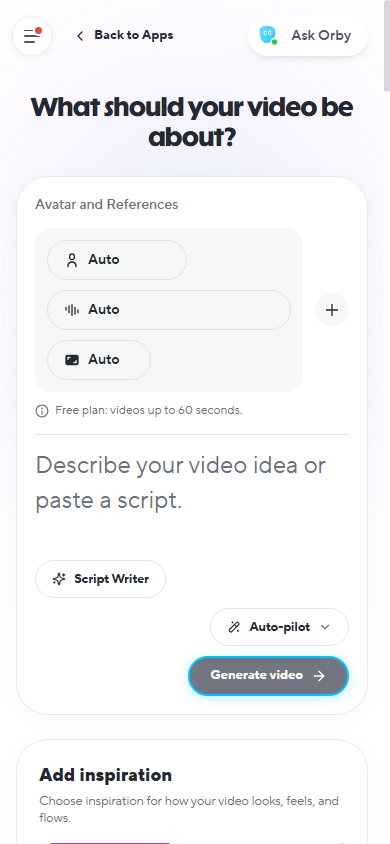 Back to Apps
Ask Orby
What should your video be
about?
Avatar and References
Auto
Auto
Auto
Free plan: videos up to 60 seconds.
Describe your video idea or
paste a script.
Script Writer
Auto-pilot
Generate video
Add inspiration
Choose inspiration for how your video looks, feels, and
flows.